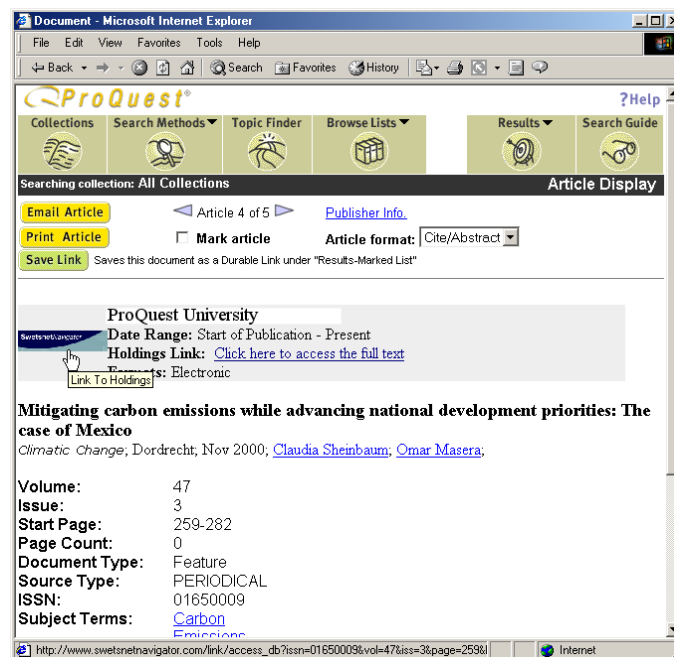 Document - Microsoft Internet Explorer
File Edit View Favorites Tools Help
Back Search Favorites History
ProQuest® ?Help
Collections Search Methods Topic Finder Browse Lists Results Search Guide
Searching collection: All Collections Article Display
Email Article Article 4 of 5 Publisher Info.
Print Article Mark article Article format: Cite/Abstract
Save Link Saves this document as a Durable Link under "Results-Marked List"
ProQuest University
SwetsnetNavigator Date Range: Start of Publication - Present
Holdings Link: Click here to access the full text
Formats: Electronic
Link To Holdings
Mitigating carbon emissions while advancing national development priorities: The
case of Mexico
Climatic Change; Dordrecht; Nov 2000; Claudia Sheinbaum; Omar Masera;
Volume: 47
Issue: 3
Start Page: 259-282
Page Count: 0
Document Type: Feature
Source Type: PERIODICAL
ISSN: 01650009
Subject Terms: Carbon
Emissions
http://www.swetsnetnavigator.com/link/access_db?issn=01650009&vol=47&iss=3&page=259& Internet